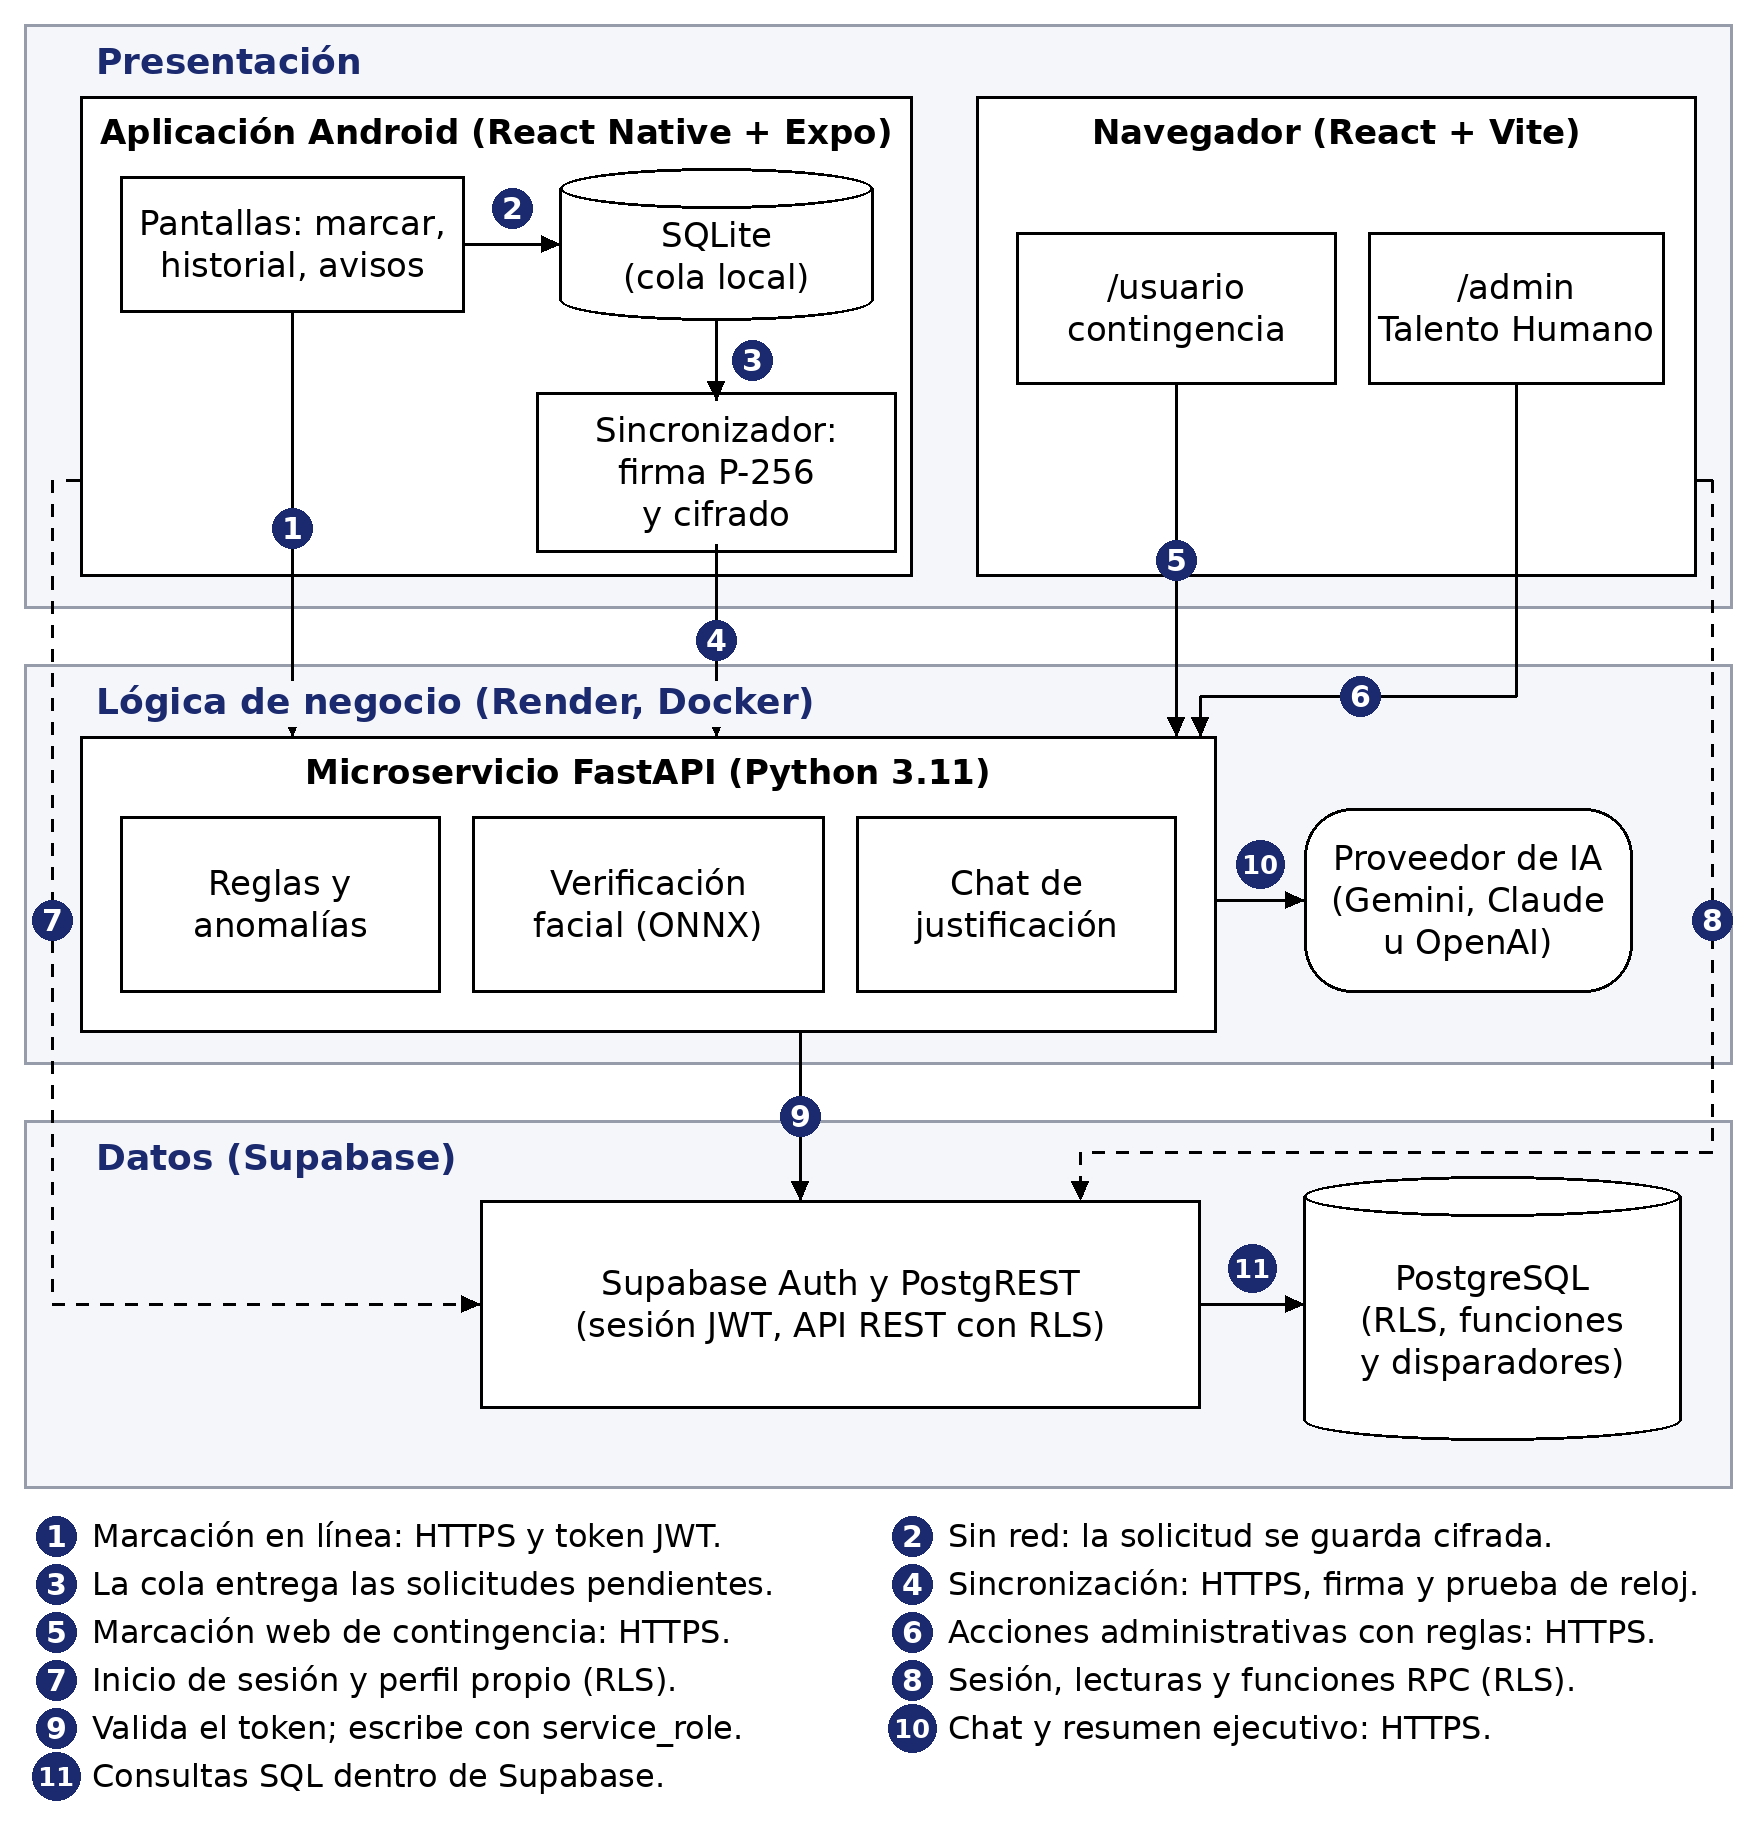 Presentación
Aplicación Android (React Native + Expo)
Pantallas: marcar,
historial, avisos
2
SQLite
(cola local)
3
Sincronizador:
firma P-256
y cifrado
1
4
Navegador (React + Vite)
/usuario
contingencia
/admin
Talento Humano
5
6
Lógica de negocio (Render, Docker)
Microservicio FastAPI (Python 3.11)
Reglas y
anomalías
Verificación
facial (ONNX)
Chat de
justificación
10
Proveedor de IA
(Gemini, Claude
u OpenAI)
7
8
9
Datos (Supabase)
Supabase Auth y PostgREST
(sesión JWT, API REST con RLS)
11
PostgreSQL
(RLS, funciones
y disparadores)
1 Marcación en línea: HTTPS y token JWT.
2 Sin red: la solicitud se guarda cifrada.
3 La cola entrega las solicitudes pendientes.
4 Sincronización: HTTPS, firma y prueba de reloj.
5 Marcación web de contingencia: HTTPS.
6 Acciones administrativas con reglas: HTTPS.
7 Inicio de sesión y perfil propio (RLS).
8 Sesión, lecturas y funciones RPC (RLS).
9 Valida el token; escribe con service_role.
10 Chat y resumen ejecutivo: HTTPS.
11 Consultas SQL dentro de Supabase.